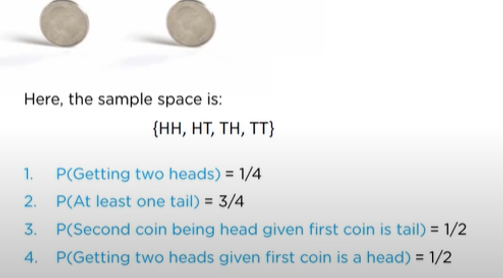 Here, the sample space is:
{HH, HT, TH, TT}
1. P(Getting two heads) = 1/4
2. P(At least one tail) = 3/4
3. P(Second coin being head given first coin is tail) = 1/2
4. P(Getting two heads given first coin is a head) = 1/2